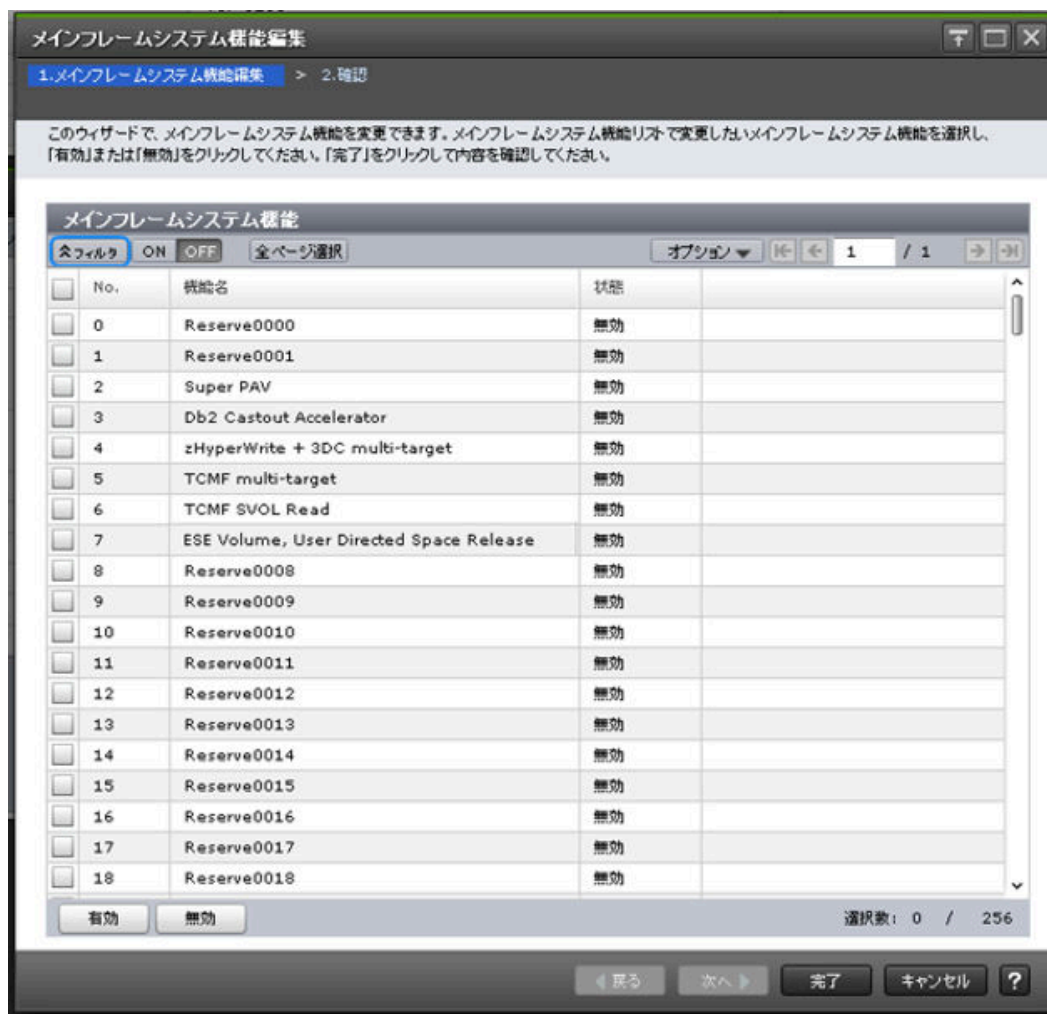 メインフレームシステム機能編集
1.メインフレームシステム機能編集 > 2.確認
このウィザードで、メインフレームシステム機能を変更できます。メインフレームシステム機能リストで変更したいメインフレームシステム機能を選択し、
「有効」または「無効」をクリックしてください。「完了」をクリックして内容を確認してください。
メインフレームシステム機能
フィルタ ON OFF 全ページ選択 オプション 1 / 1
No. 機能名 状態
0 Reserve0000 無効
1 Reserve0001 無効
2 Super PAV 無効
3 Db2 Castout Accelerator 無効
4 zHyperWrite + 3DC multi-target 無効
5 TCMF multi-target 無効
6 TCMF SVOL Read 無効
7 ESE Volume, User Directed Space Release 無効
8 Reserve0008 無効
9 Reserve0009 無効
10 Reserve0010 無効
11 Reserve0011 無効
12 Reserve0012 無効
13 Reserve0013 無効
14 Reserve0014 無効
15 Reserve0015 無効
16 Reserve0016 無効
17 Reserve0017 無効
18 Reserve0018 無効
有効 無効 選択数: 0 / 256
戻る 次へ 完了 キャンセル ?